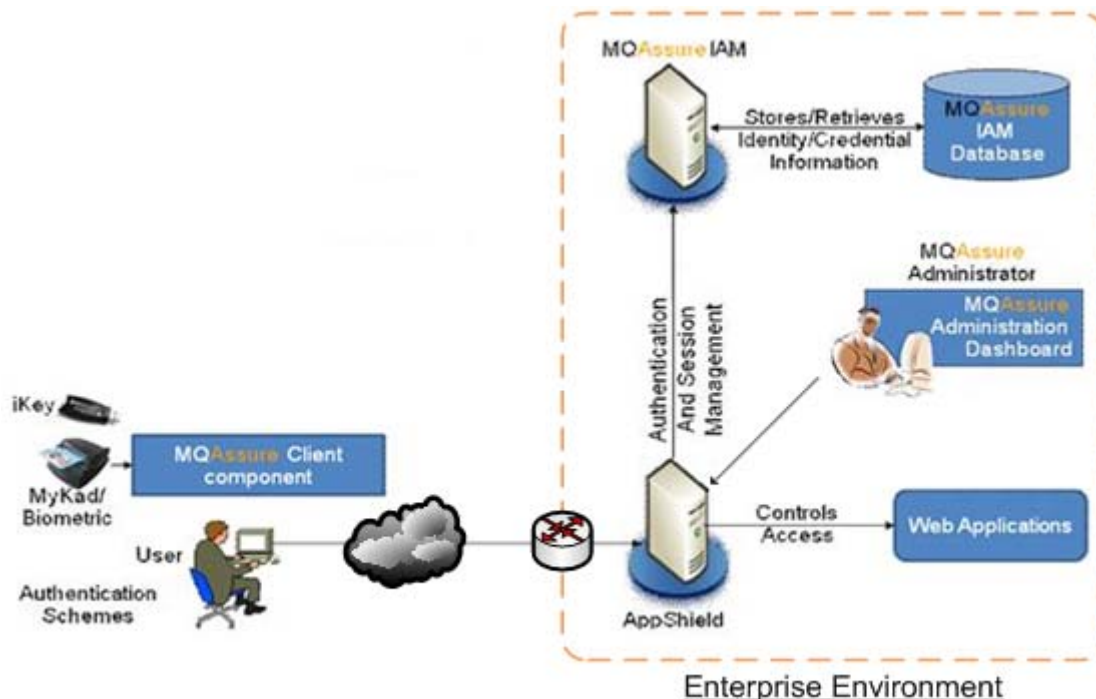 MQAssure IAM
Stores/Retrieves
Identity/Credential
Information
MQAssure
IAM
Database
MQAssure
Administrator
MQAssure
Administration
Dashboard
Authentication
And Session
Management
iKey
MyKad/
Biometric
MQAssure Client
component
User
Authentication
Schemes
Controls
Access
Web Applications
AppShield
Enterprise Environment